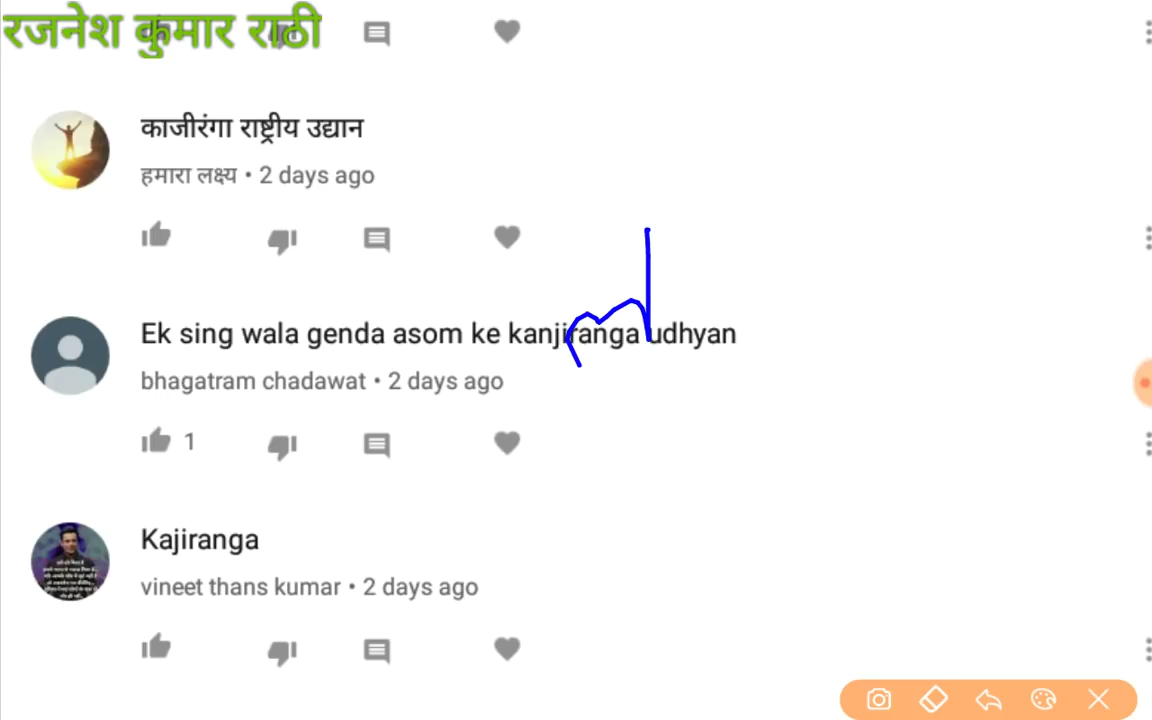 रजनेश कुमार राठी
काजीरंगा राष्ट्रीय उद्यान
हमारा लक्ष्य • 2 days ago
Ek sing wala genda asom ke kanjiranga udhyan
bhagatram chadawat • 2 days ago
1
Kajiranga
vineet thans kumar • 2 days ago